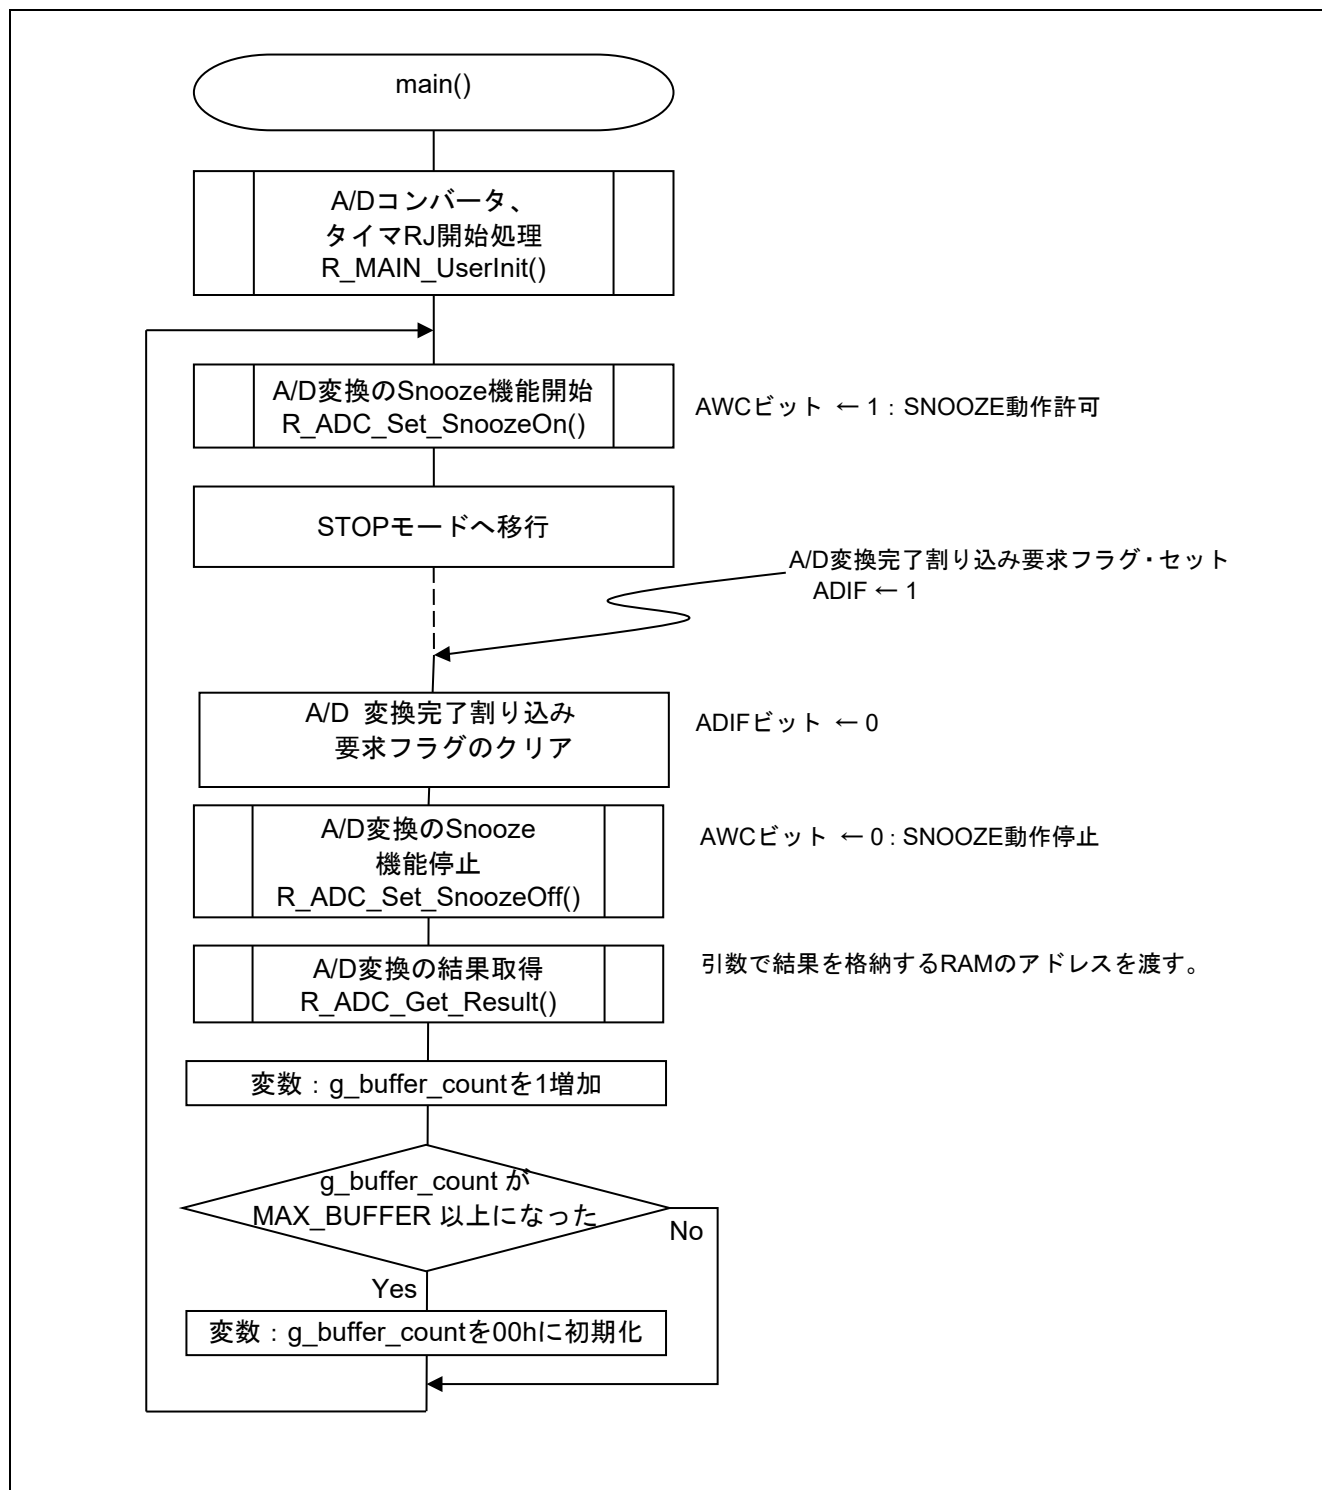 main()
A/Dコンバータ、
タイマRJ開始処理
R_MAIN_UserInit()
A/D変換のSnooze機能開始
R_ADC_Set_SnoozeOn()
AWCビット ← 1 : SNOOZE動作許可
STOPモードへ移行
A/D変換完了割り込み要求フラグ・セット
ADIF ← 1
A/D 変換完了割り込み
要求フラグのクリア
ADIFビット ← 0
A/D変換のSnooze
機能停止
R_ADC_Set_SnoozeOff()
AWCビット ← 0 : SNOOZE動作停止
A/D変換の結果取得
R_ADC_Get_Result()
引数で結果を格納するRAMのアドレスを渡す。
変数：g_buffer_countを1増加
g_buffer_count が
MAX_BUFFER 以上になった
No
Yes
変数：g_buffer_countを00hに初期化